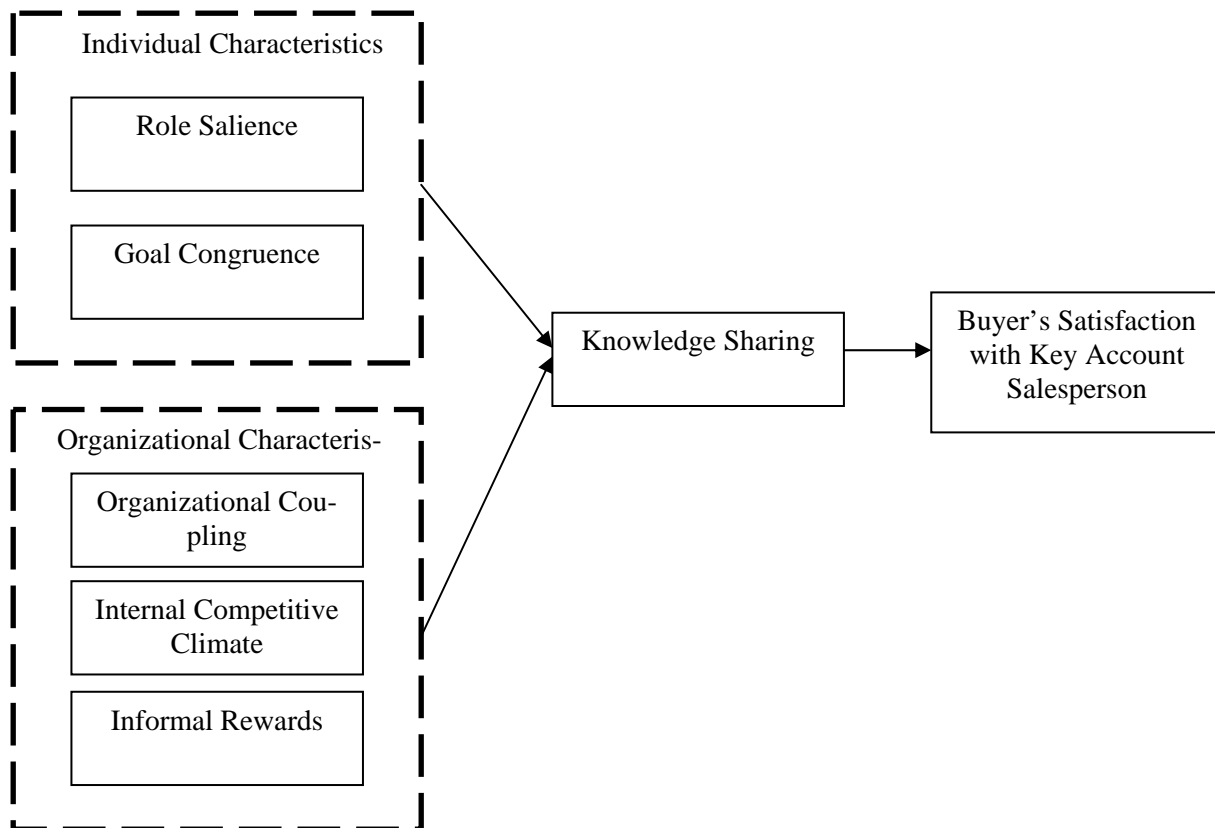 Individual Characteristics
Role Salience
Goal Congruence
Organizational Characteris-
Organizational Cou-
pling
Internal Competitive
Climate
Informal Rewards
Knowledge Sharing
Buyer’s Satisfaction
with Key Account
Salesperson